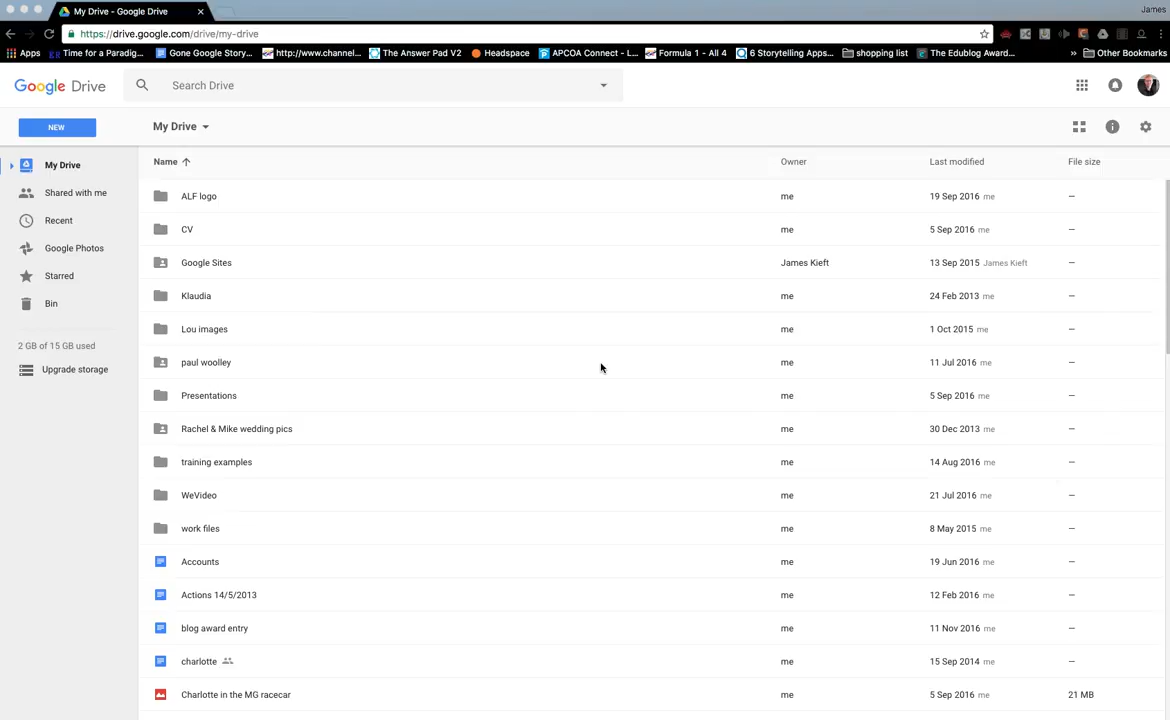 My Drive - Google Drive
James
https://drive.google.com/drive/my-drive
Apps Time for a Paradig... Gone Google Story... http://www.channel... The Answer Pad V2 Headspace APCOA Connect - L... Formula 1 - All 4 6 Storytelling Apps... shopping list The Edublog Award... » Other Bookmarks
Google Drive
Search Drive
NEW
My Drive
My Drive
Shared with me
Recent
Google Photos
Starred
Bin
2 GB of 15 GB used
Upgrade storage
Name Owner Last modified File size
ALF logo me 19 Sep 2016 me –
CV me 5 Sep 2016 me –
Google Sites James Kieft 13 Sep 2015 James Kieft –
Klaudia me 24 Feb 2013 me –
Lou images me 1 Oct 2015 me –
paul woolley me 11 Jul 2016 me –
Presentations me 5 Sep 2016 me –
Rachel & Mike wedding pics me 30 Dec 2013 me –
training examples me 14 Aug 2016 me –
WeVideo me 21 Jul 2016 me –
work files me 8 May 2015 me –
Accounts me 19 Jun 2016 me –
Actions 14/5/2013 me 12 Feb 2016 me –
blog award entry me 11 Nov 2016 me –
charlotte me 15 Sep 2014 me –
Charlotte in the MG racecar me 5 Sep 2016 me 21 MB